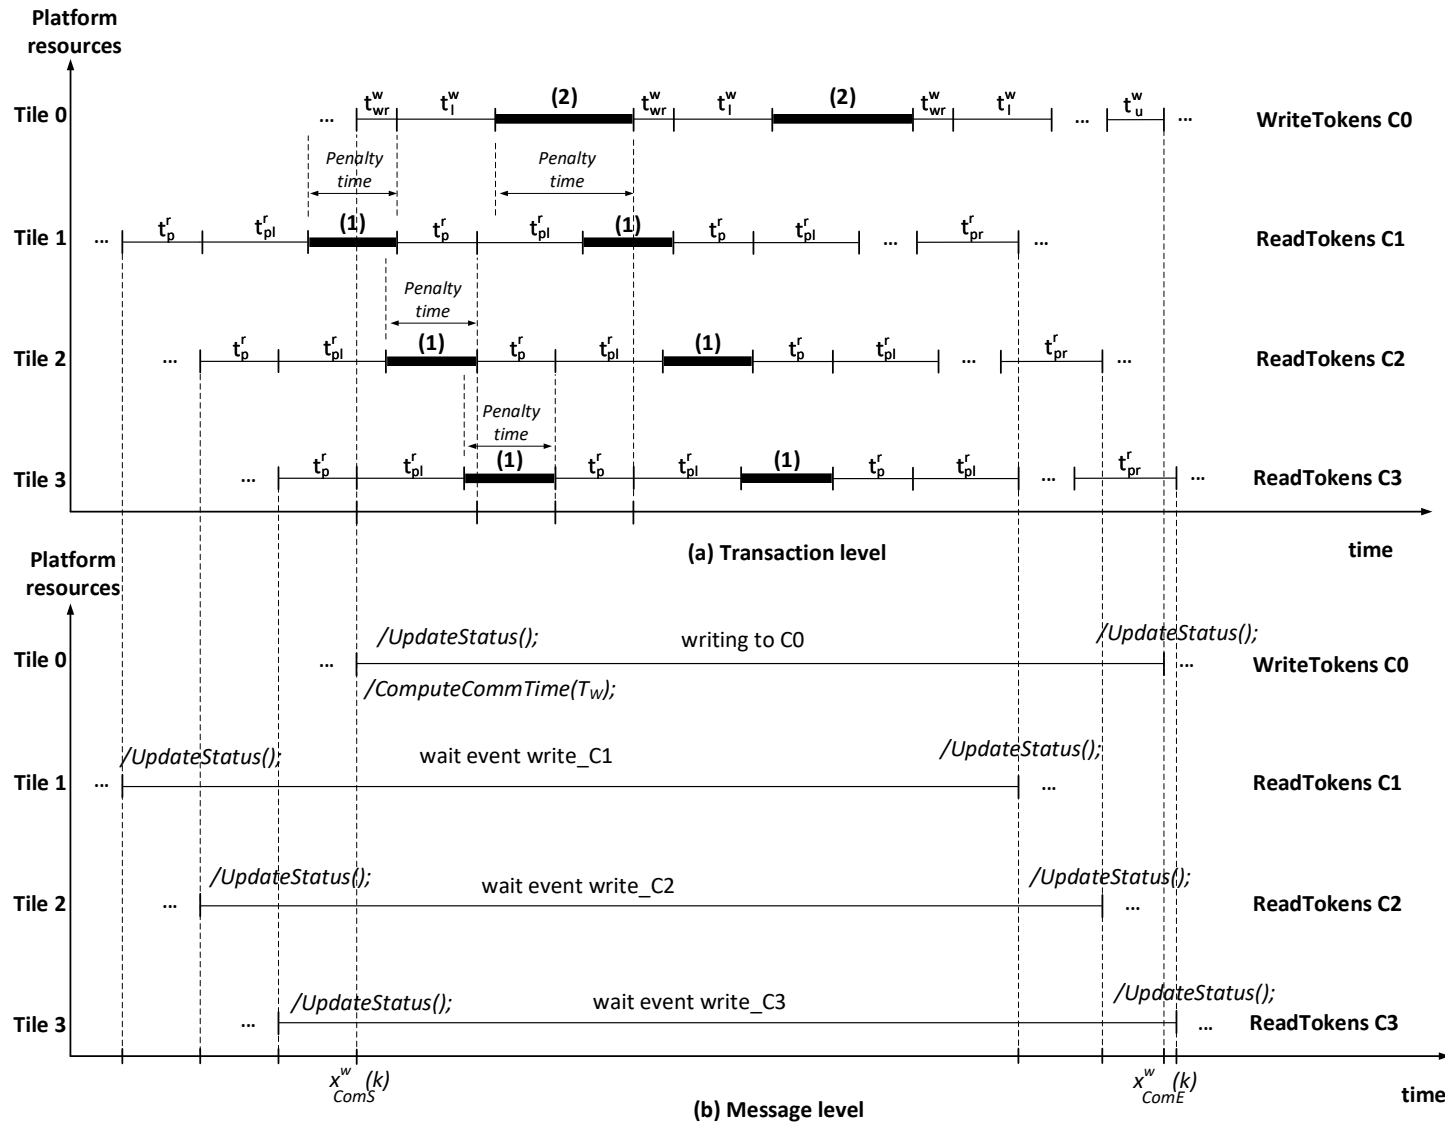 Platform
resources
Tile 0
... t^w_wr t^w_l (2) t^w_wr t^w_l (2) t^w_wr t^w_l ... t^w_u ...
WriteTokens C0
Penalty
time
Penalty
time
Tile 1
... t^r_p t^r_pl (1) t^r_p t^r_pl (1) t^r_p t^r_pl ... t^r_pr ...
ReadTokens C1
Penalty
time
Tile 2
... t^r_p t^r_pl (1) t^r_p t^r_pl (1) t^r_p t^r_pl ... t^r_pr ...
ReadTokens C2
Penalty
time
Tile 3
... t^r_p t^r_pl (1) t^r_p t^r_pl (1) t^r_p t^r_pl ... t^r_pr ...
ReadTokens C3
(a) Transaction level
time
Platform
resources
Tile 0
...
/UpdateStatus();
writing to C0
/UpdateStatus();
...
WriteTokens C0
/ComputeCommTime(T_W);
Tile 1
...
/UpdateStatus();
wait event write_C1
/UpdateStatus();
...
ReadTokens C1
Tile 2
...
/UpdateStatus();
wait event write_C2
/UpdateStatus();
...
ReadTokens C2
Tile 3
...
/UpdateStatus();
wait event write_C3
/UpdateStatus();
...
ReadTokens C3
x^w_ComS (k)
x^w_ComE (k)
time
(b) Message level